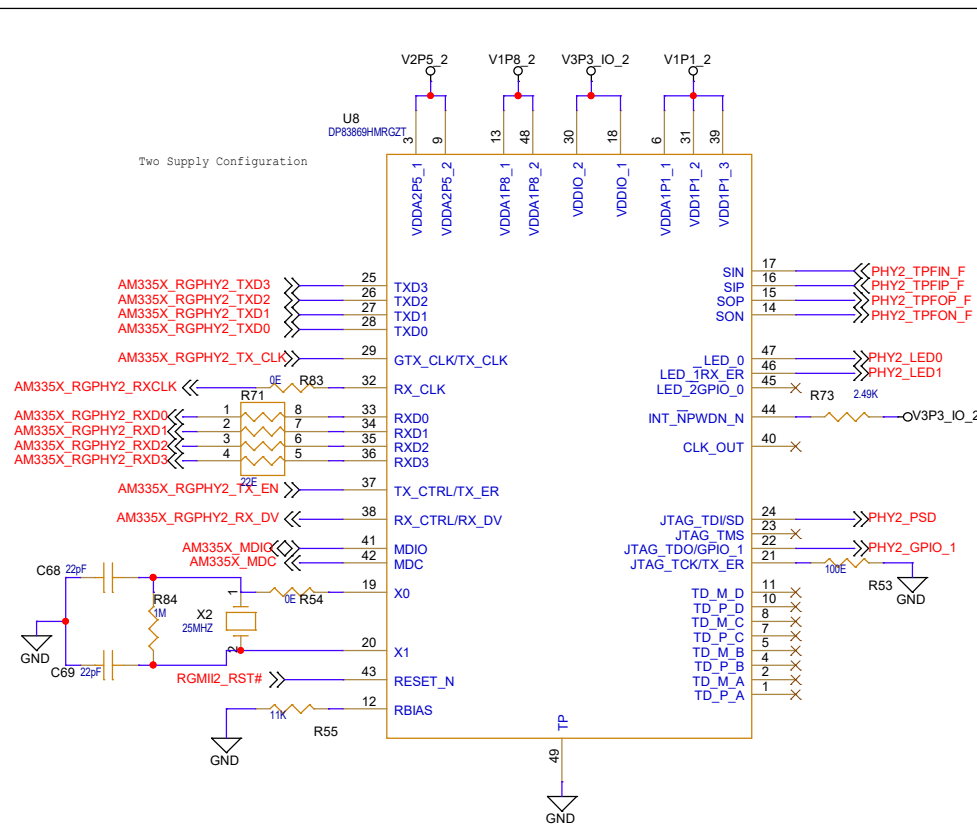 V2P5_2 V1P8_2 V3P3_IO_2 V1P1_2
U8
DP83869HMRGZT
3 9 13 48 30 18 6 31 39
Two Supply Configuration
VDDA2P5_1 VDDA2P5_2 VDDA1P8_1 VDDA1P8_2 VDDIO_2 VDDIO_1 VDDA1P1_1 VDD1P1_2 VDD1P1_3
AM335X_RGPHY2_TXD3 25 TXD3
AM335X_RGPHY2_TXD2 26 TXD2
AM335X_RGPHY2_TXD1 27 TXD1
AM335X_RGPHY2_TXD0 28 TXD0
AM335X_RGPHY2_TX_CLK 29 GTX_CLK/TX_CLK
AM335X_RGPHY2_RXCLK 0E R83 32 RX_CLK
R71
AM335X_RGPHY2_RXD0 1 8 33 RXD0
AM335X_RGPHY2_RXD1 2 7 34 RXD1
AM335X_RGPHY2_RXD2 3 6 35 RXD2
AM335X_RGPHY2_RXD3 4 5 36 RXD3
22E
AM335X_RGPHY2_TX_EN 37 TX_CTRL/TX_ER
AM335X_RGPHY2_RX_DV 38 RX_CTRL/RX_DV
AM335X_MDIO 41 MDIO
AM335X_MDC 42 MDC
C68 22pF
R84
1M
X2
25MHZ
1
2
0E R54 19 X0
20 X1
GND
C69 22pF
RGMII2_RST# 43 RESET_N
11K R55 12 RBIAS
GND
SIN 17 PHY2_TPFIN_F
SIP 16 PHY2_TPFIP_F
SOP 15 PHY2_TPFOP_F
SON 14 PHY2_TPFON_F
LED_0 47 PHY2_LED0
LED_1RX_ER 46 PHY2_LED1
LED_2GPIO_0 45
R73 2.49K
INT_NPWDN_N 44 V3P3_IO_2
CLK_OUT 40
JTAG_TDI/SD 24 PHY2_PSD
JTAG_TMS 23
JTAG_TDO/GPIO_1 22 PHY2_GPIO_1
JTAG_TCK/TX_ER 21 100E R53
GND
TD_M_D 11
TD_P_D 10
TD_M_C 8
TD_P_C 7
TD_M_B 5
TD_P_B 4
TD_M_A 2
TD_P_A 1
TP
49
GND